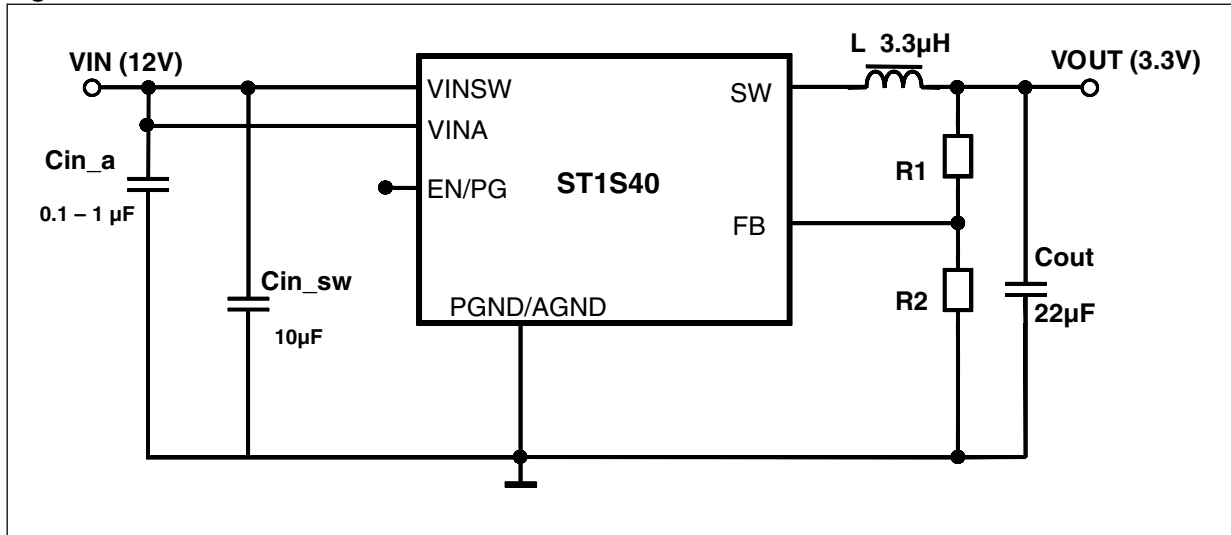 VIN (12V)
L 3.3µH
VOUT (3.3V)
VINSW
SW
VINA
Cin_a
0.1 – 1 µF
EN/PG
ST1S40
R1
FB
Cin_sw
10µF
PGND/AGND
R2
Cout
22µF